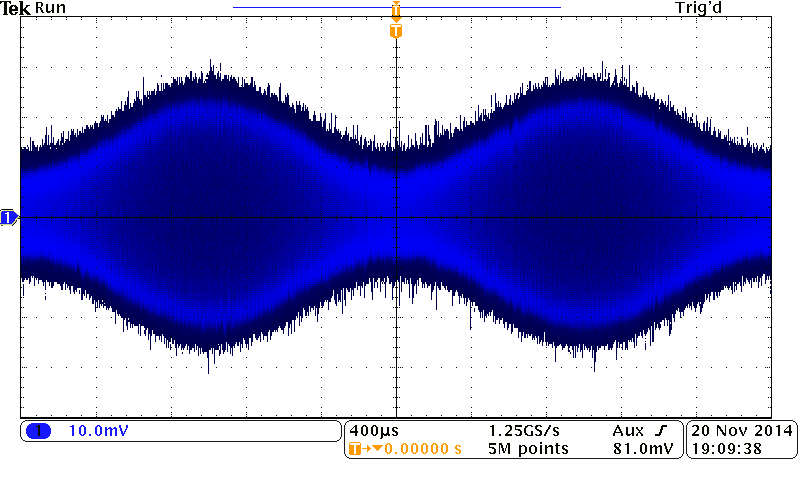 Tek Run Trig'd
T
T
1
1 10.0mV 400µs 1.25GS/s Aux 20 Nov 2014
T→▼0.00000 s 5M points 81.0mV 19:09:38